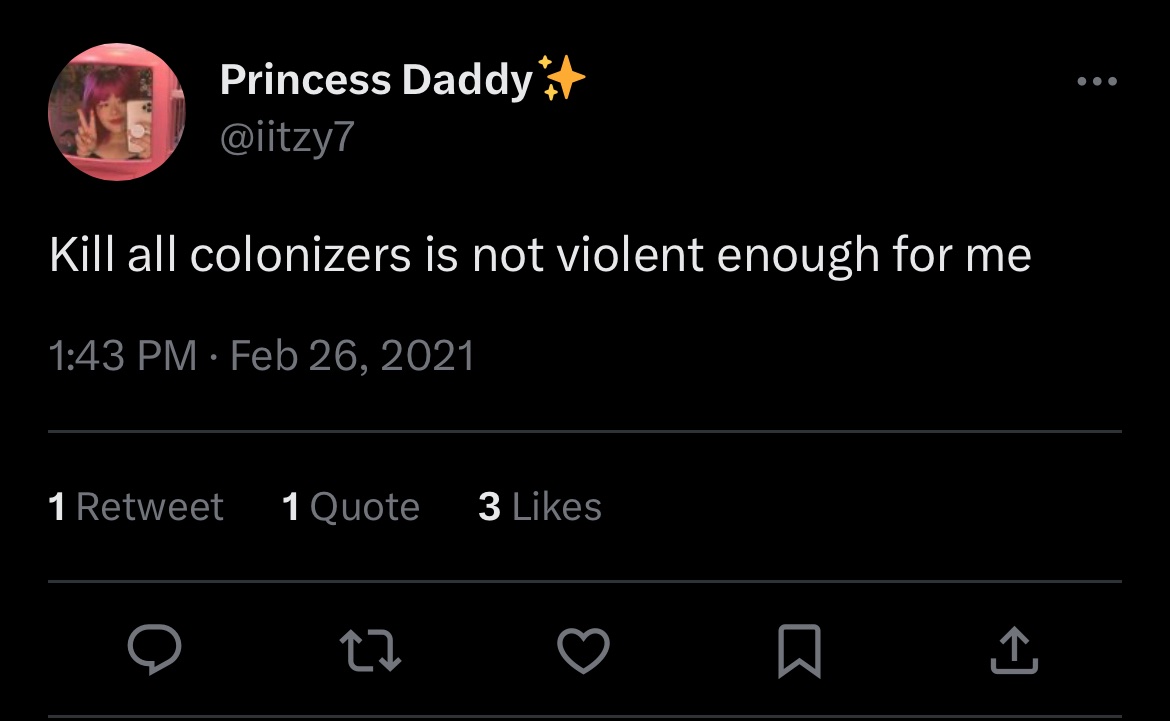 Princess Daddy✨
@iitzy7
Kill all colonizers is not violent enough for me
1:43 PM · Feb 26, 2021
1 Retweet 1 Quote 3 Likes